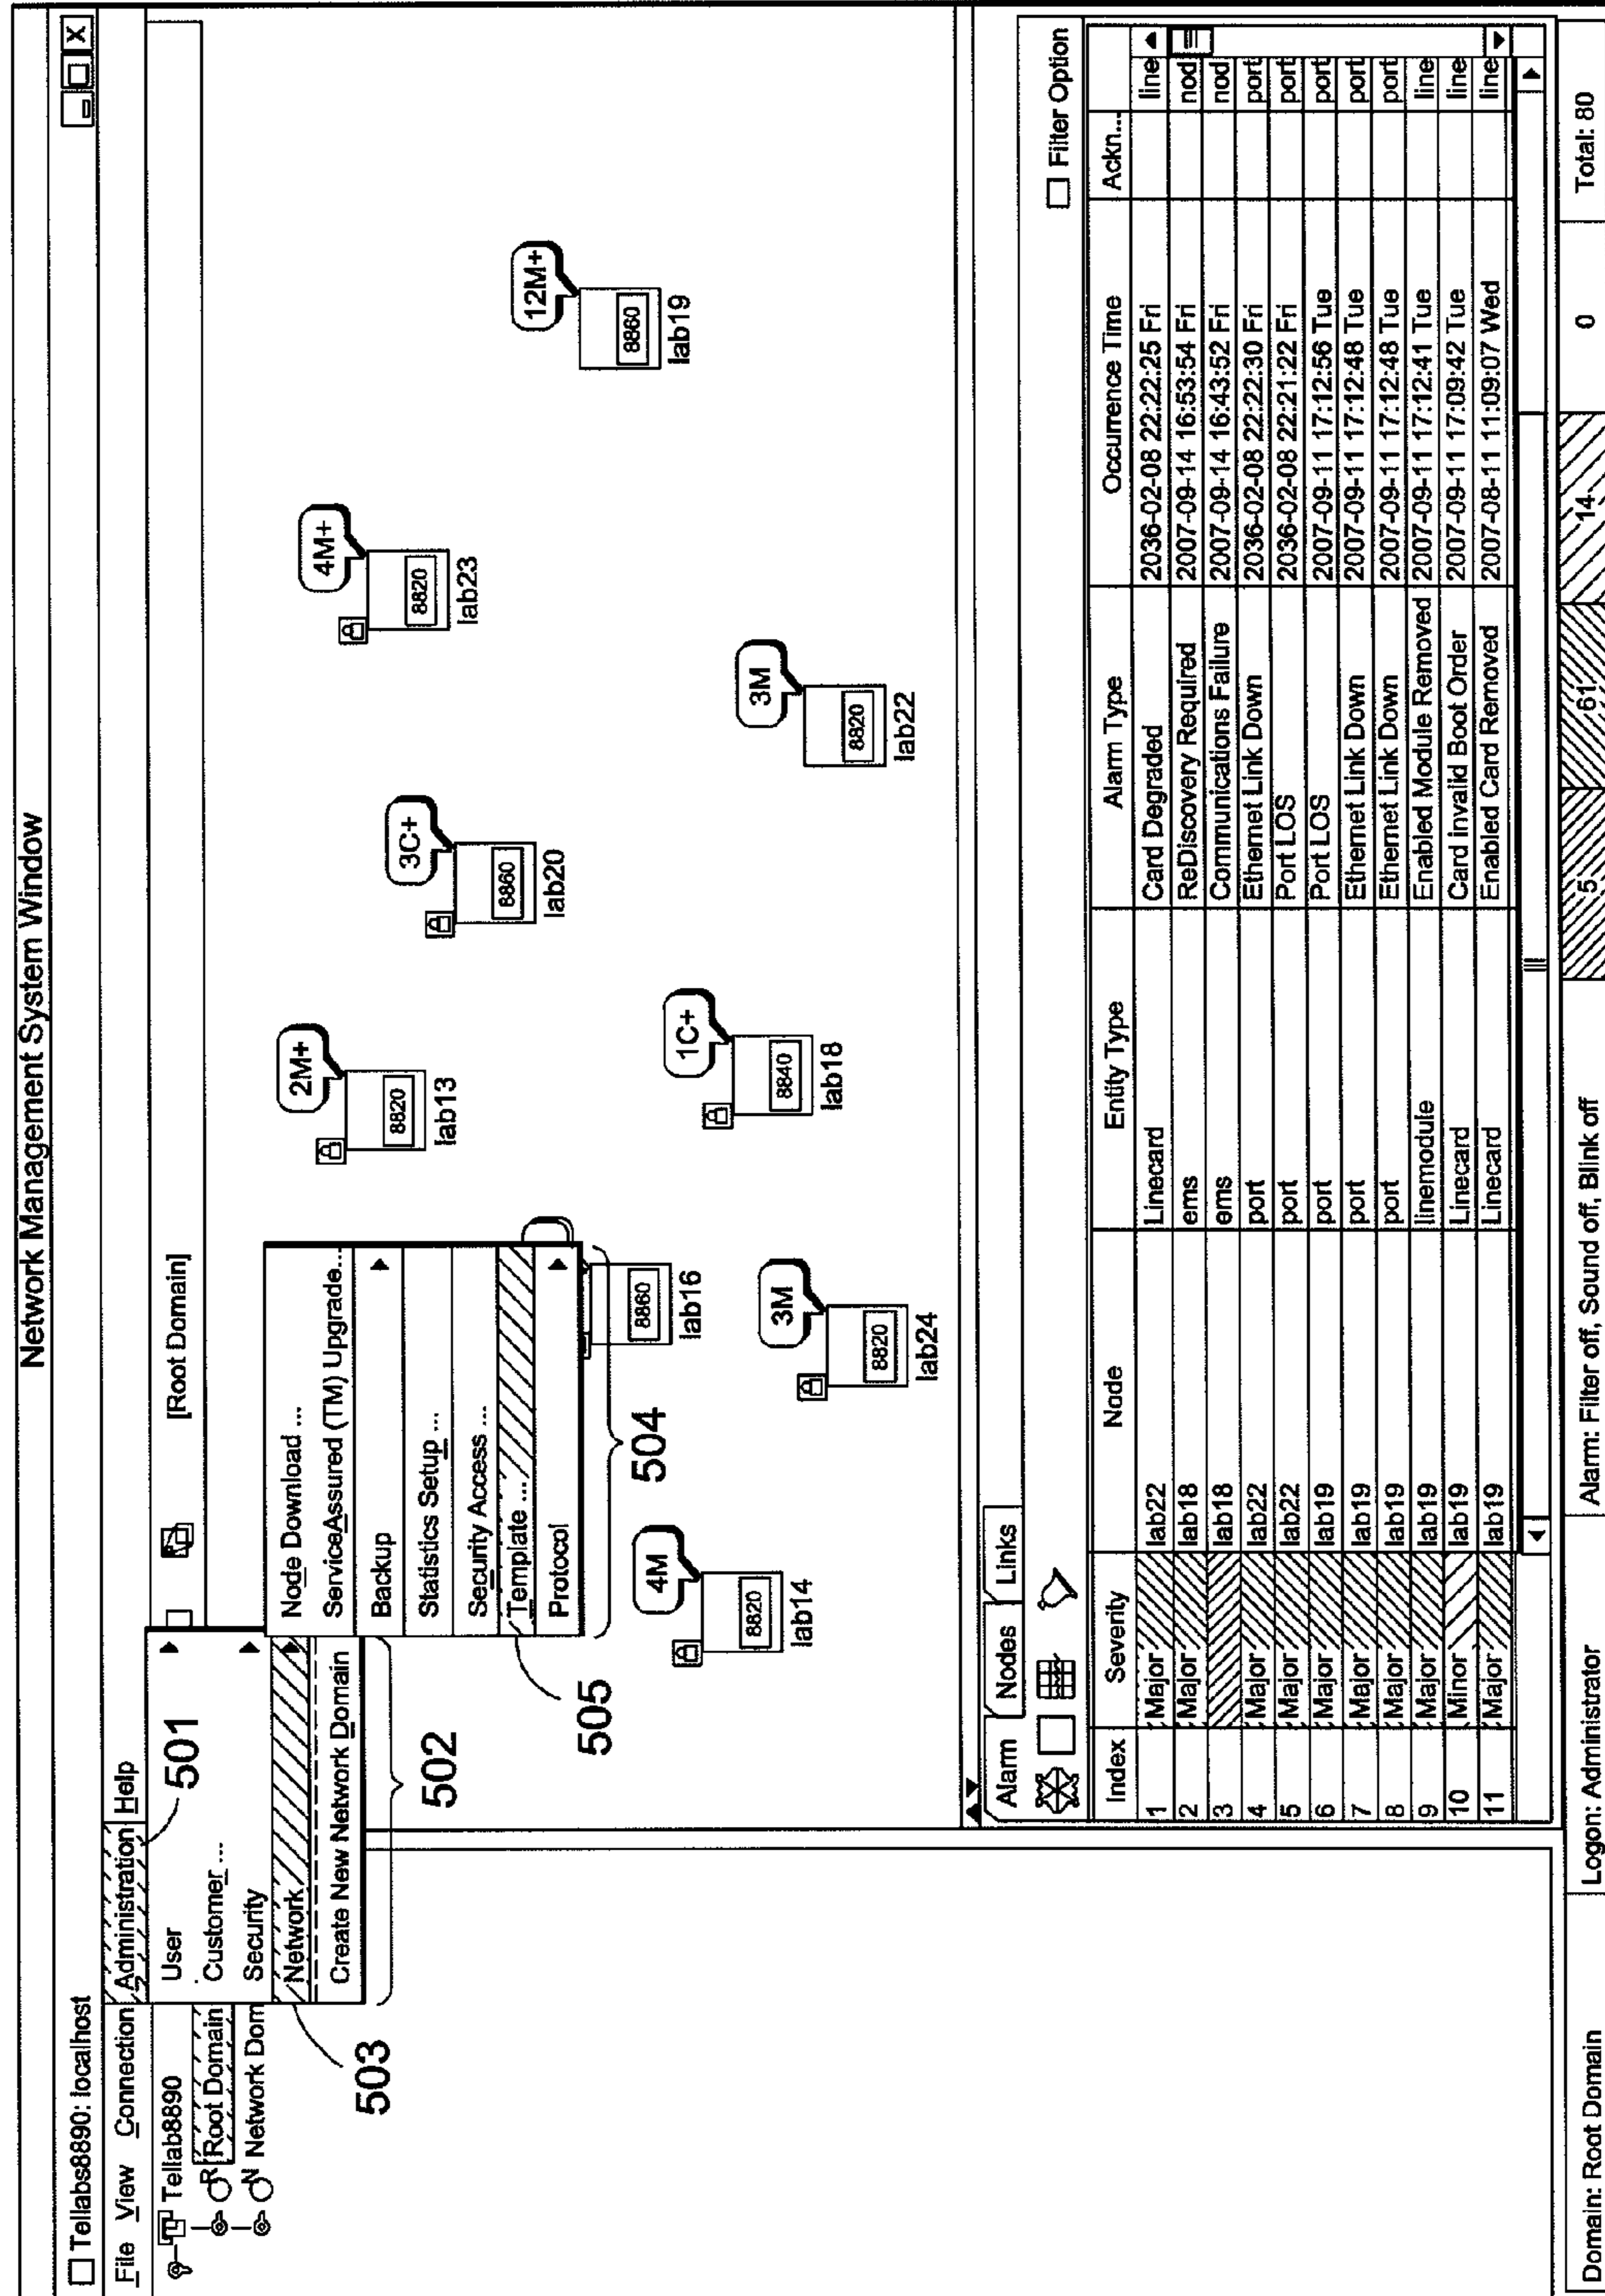 Network Management System Window
Tellabs8890: localhost
File View Connection Administration Help
501
Tellab8890
R Root Domain
N Network Dom
[Root Domain]
User
Customer ...
Security
Network
Create New Network Domain
502
503
Node Download ...
ServiceAssured (TM) Upgrade...
Backup
Statistics Setup ...
Security Access ...
Template ...
Protocol
504
505
2M+
8820
lab13
3C+
8860
lab20
4M+
8820
lab23
12M+
8860
lab19
8860
lab16
4M
8820
lab14
3M
8820
lab24
1C+
8840
lab18
3M
8820
lab22
Alarm Nodes Links
Filter Option
Index Severity Node Entity Type Alarm Type Occurrence Time Ackn...
1 Major lab22 Linecard Card Degraded 2036-02-08 22:22:25 Fri line
2 Major lab18 ems ReDiscovery Required 2007-09-14 16:53:54 Fri nod
3 lab18 ems Communications Failure 2007-09-14 16:43:52 Fri nod
4 Major lab22 port Ethernet Link Down 2036-02-08 22:22:30 Fri port
5 Major lab22 port Port LOS 2036-02-08 22:21:22 Fri port
6 Major lab19 port Port LOS 2007-09-11 17:12:56 Tue port
7 Major lab19 port Ethernet Link Down 2007-09-11 17:12:48 Tue port
8 Major lab19 port Ethernet Link Down 2007-09-11 17:12:48 Tue port
9 Major lab19 linemodule Enabled Module Removed 2007-09-11 17:12:41 Tue line
10 Minor lab19 Linecard Card invalid Boot Order 2007-09-11 17:09:42 Tue line
11 Major lab19 Linecard Enabled Card Removed 2007-08-11 11:09:07 Wed line
Domain: Root Domain Logon: Administrator Alarm: Filter off, Sound off, Blink off 5 61 14 0 Total: 80